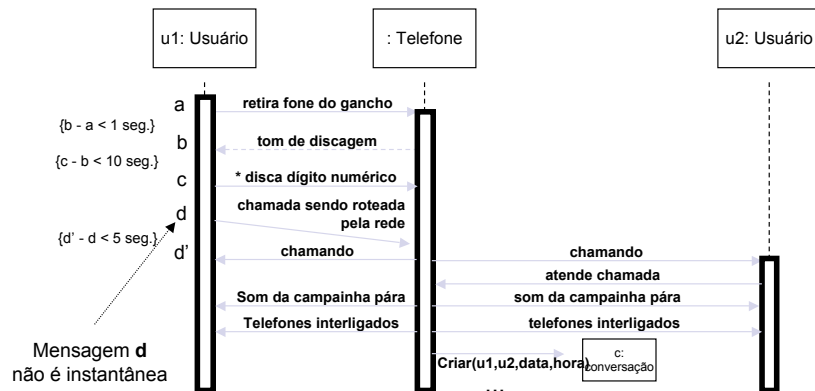 u1: Usuário
: Telefone
u2: Usuário
a
retira fone do gancho
{b - a < 1 seg.}
b
tom de discagem
{c - b < 10 seg.}
c
* disca dígito numérico
d
chamada sendo roteada
pela rede
{d’ - d < 5 seg.}
d’
chamando
chamando
atende chamada
Som da campainha pára
som da campainha pára
Telefones interligados
telefones interligados
Mensagem d
não é instantânea
Criar(u1,u2,data,hora)
c:
conversação
...